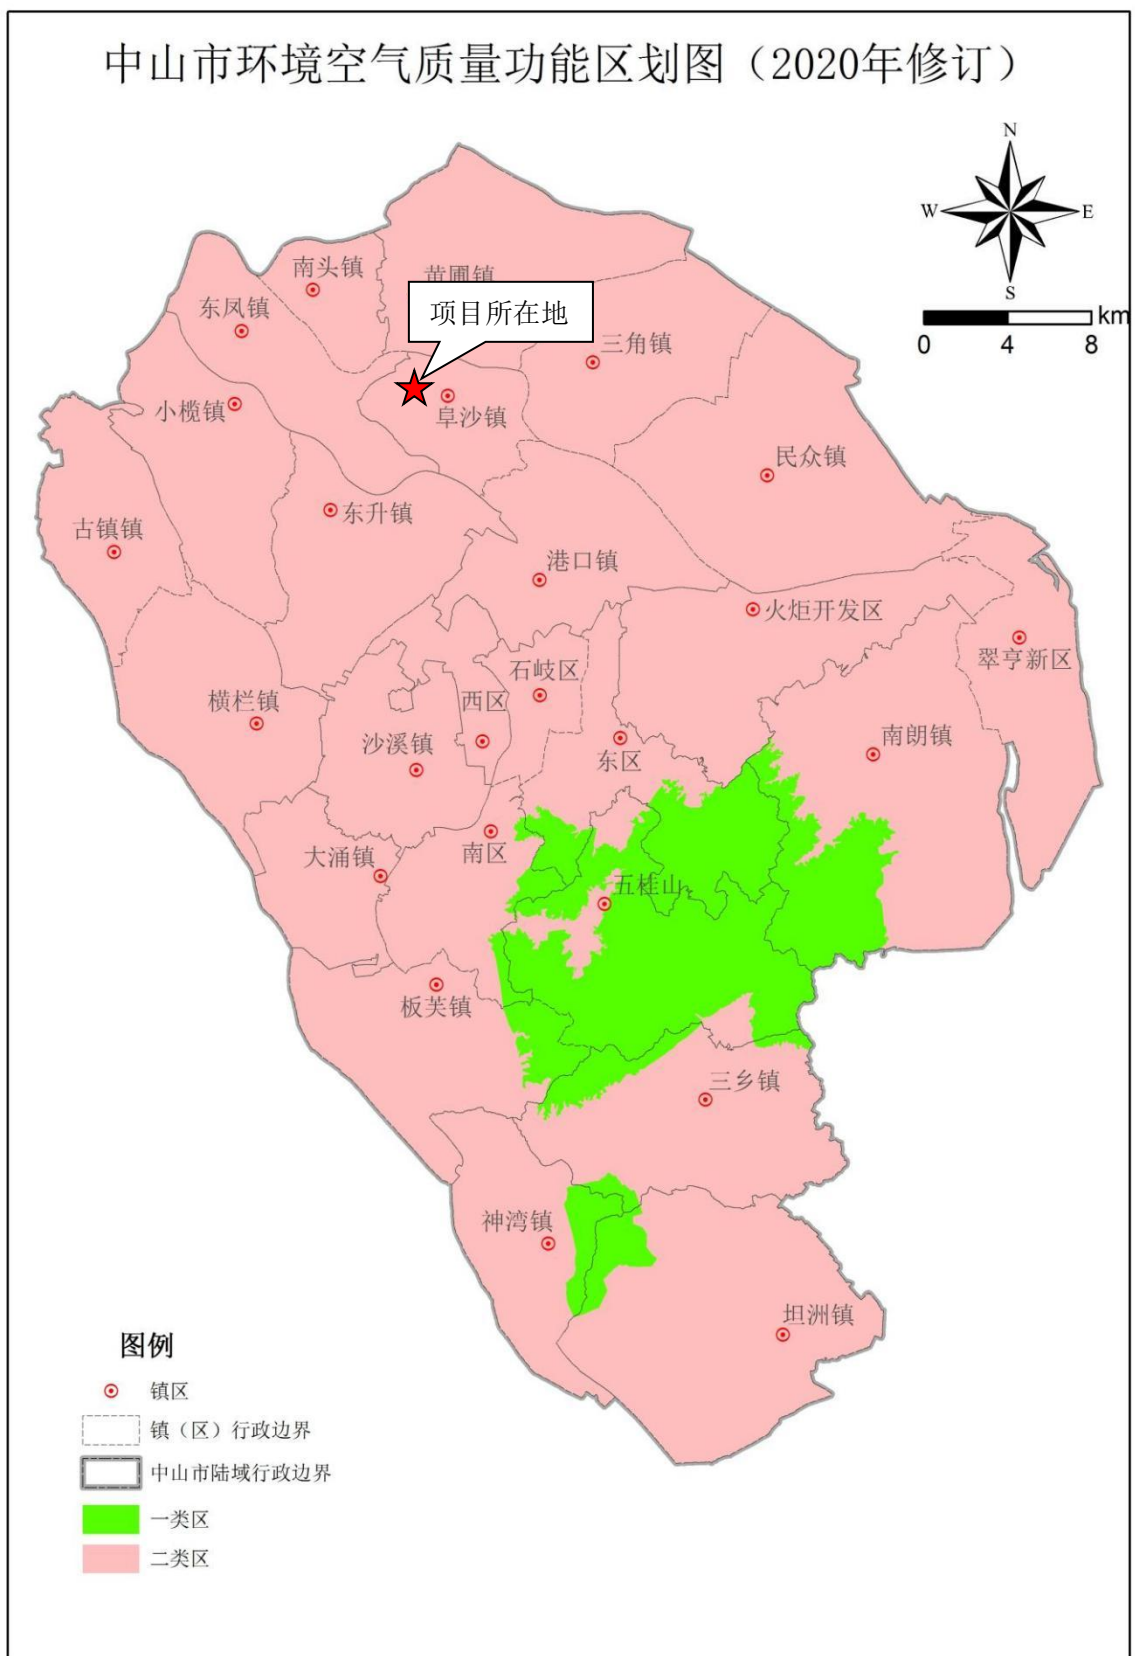 中山市环境空气质量功能区划图（2020年修订）
N
W
E
S
km
0
4
8
南头镇
黄圃镇
东凤镇
项目所在地
三角镇
小榄镇
阜沙镇
民众镇
古镇镇
东升镇
港口镇
火炬开发区
翠亨新区
石岐区
横栏镇
西区
沙溪镇
东区
南朗镇
南区
大涌镇
五桂山
板芙镇
三乡镇
神湾镇
坦洲镇
图例
镇区
镇（区）行政边界
中山市陆域行政边界
一类区
二类区